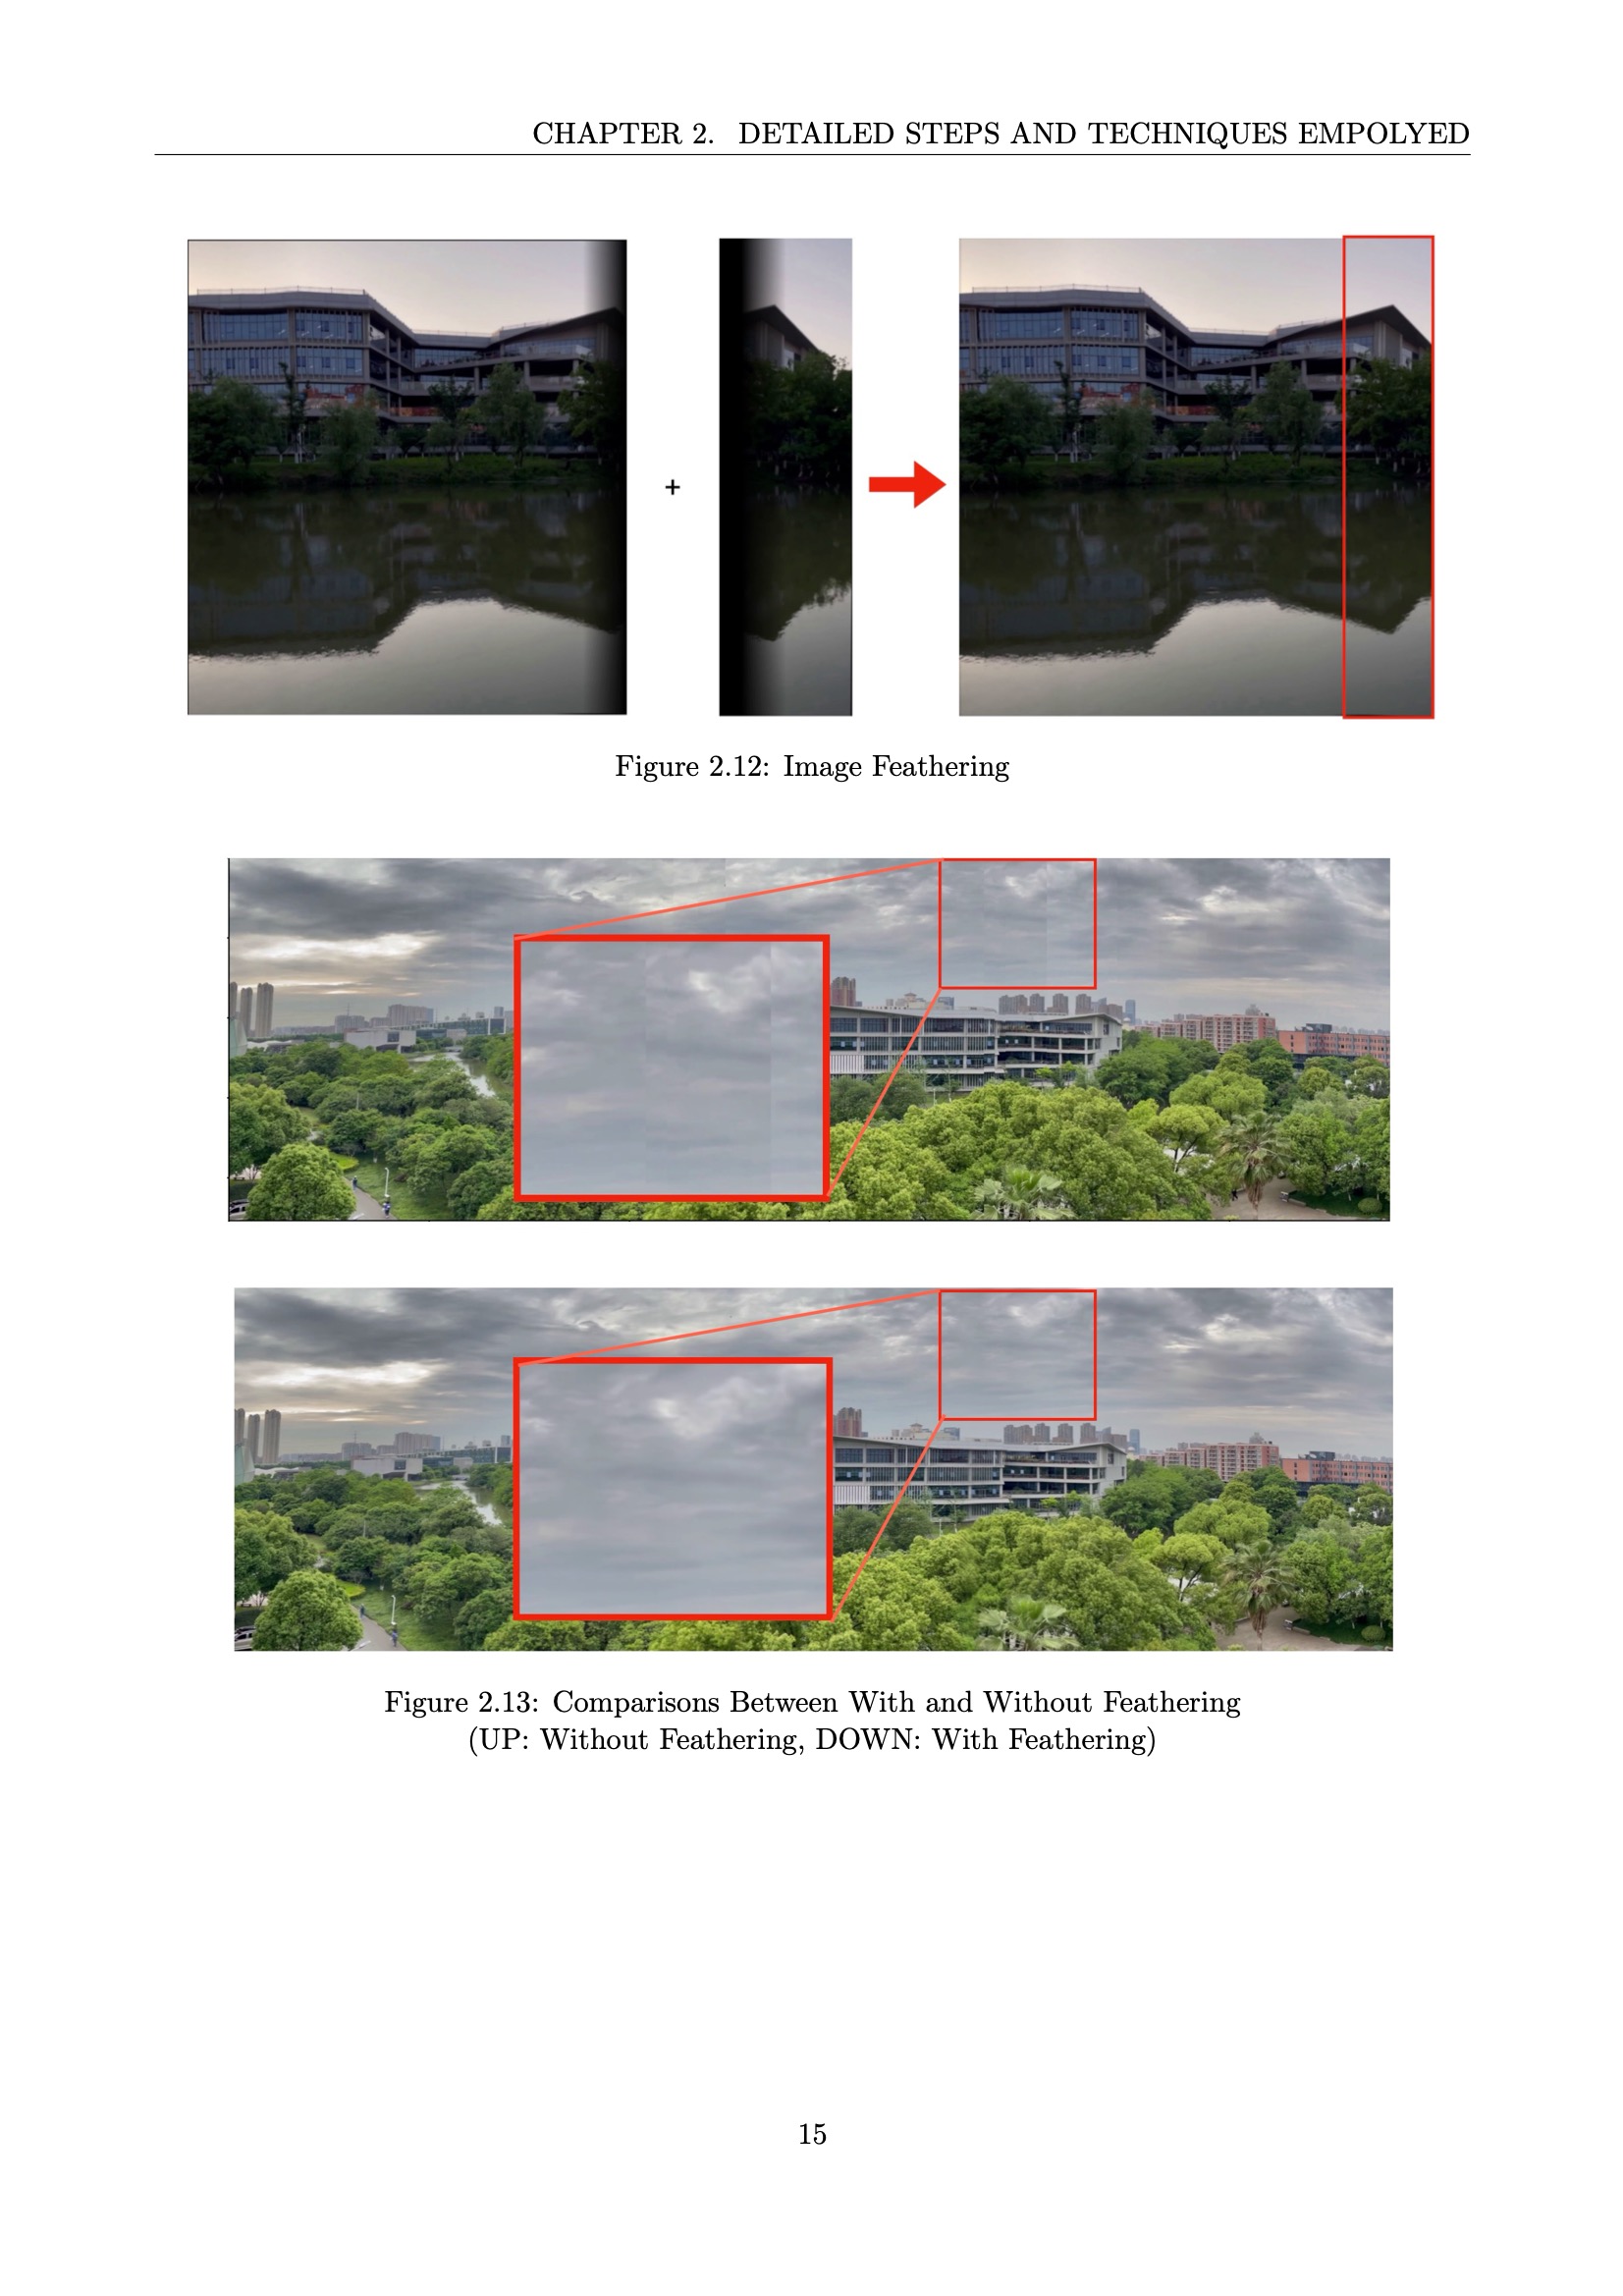 CHAPTER 2. DETAILED STEPS AND TECHNIQUES EMPOLYED
+
Figure 2.12: Image Feathering
Figure 2.13: Comparisons Between With and Without Feathering
(UP: Without Feathering, DOWN: With Feathering)
15